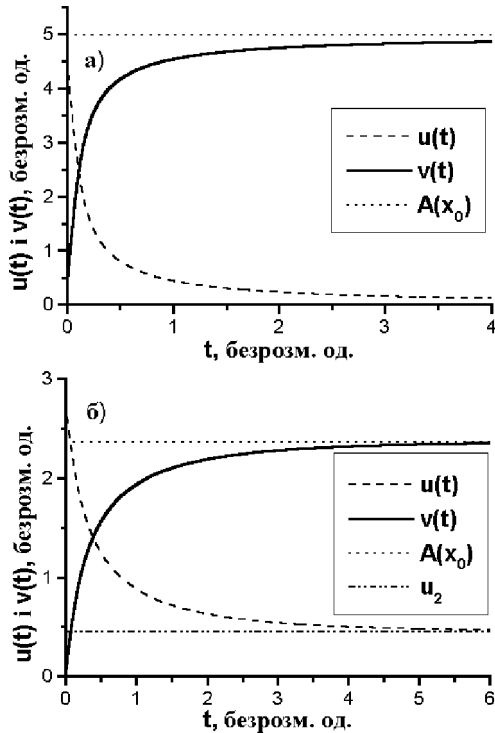 5
4
3
2
1
0
u(t) і v(t), безрозм. од.
а)
u(t)
v(t)
A(x₀)
0 1 2 3 4
t, безрозм. од.
3
2
1
0
u(t) і v(t), безрозм. од.
б)
u(t)
v(t)
A(x₀)
u₂
0 1 2 3 4 5 6
t, безрозм. од.